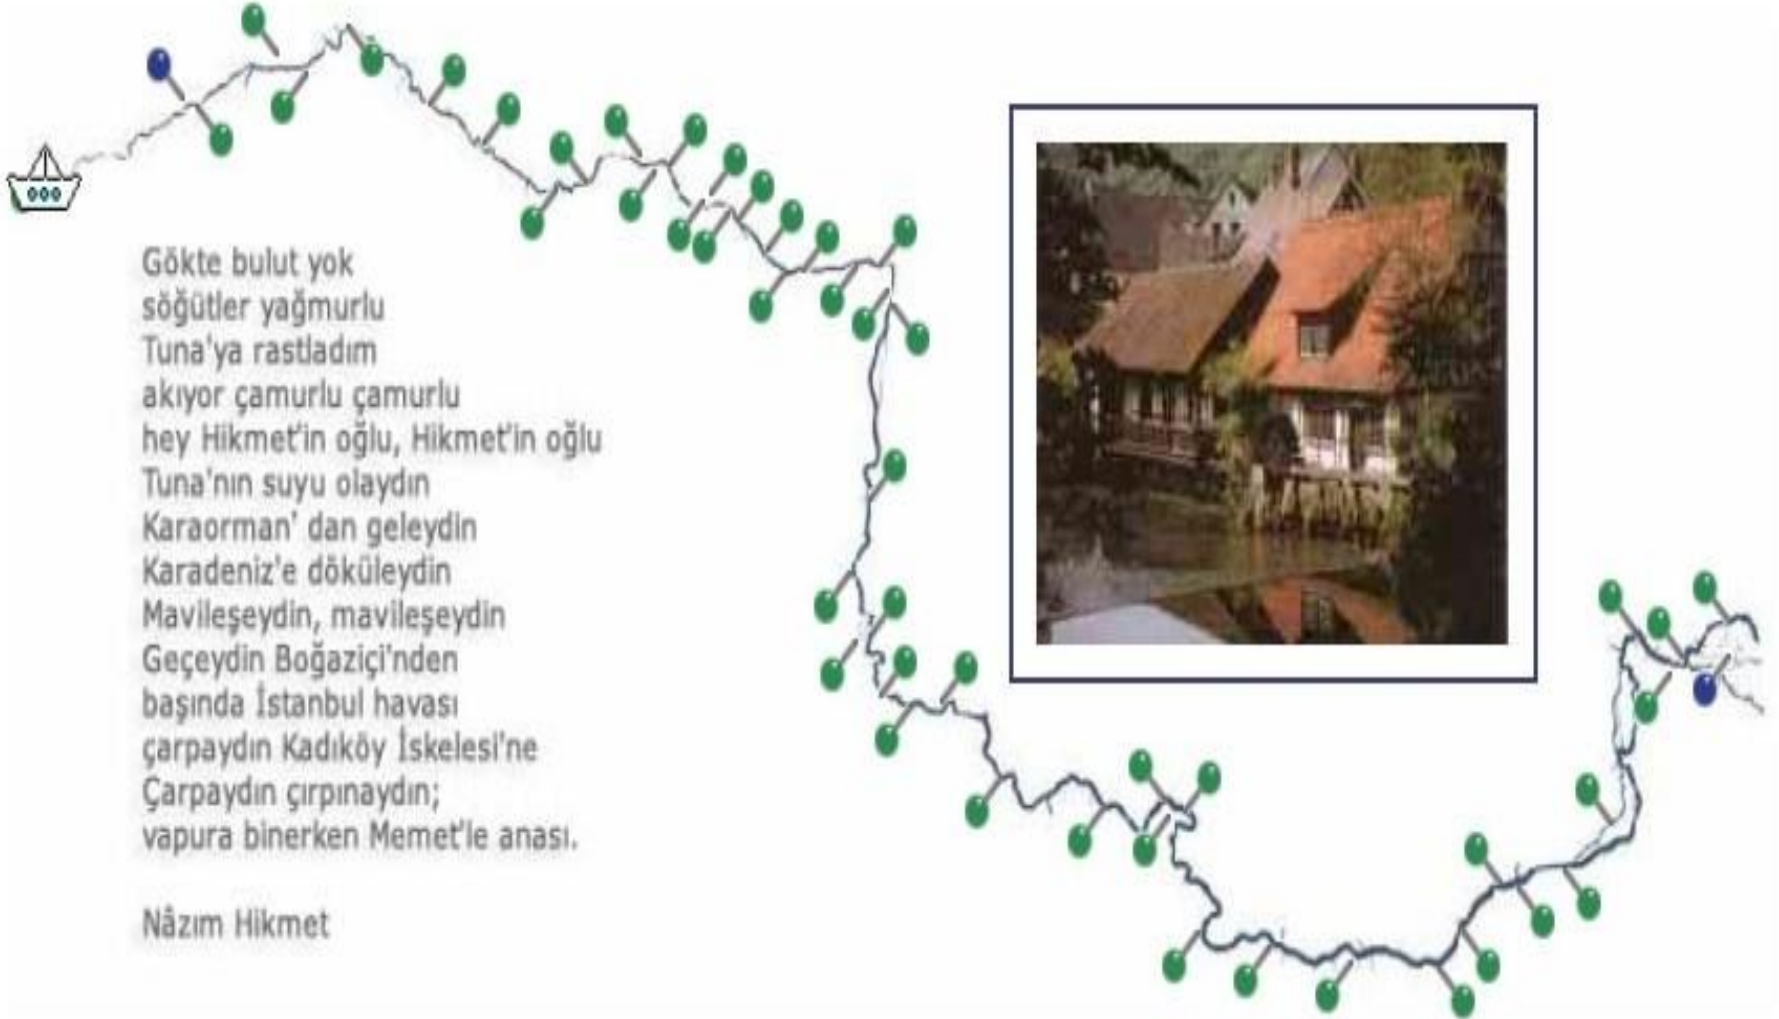 Gökte bulut yok
söğütler yağmurlu
Tuna'ya rastladım
akıyor çamurlu çamurlu
hey Hikmet'in oğlu, Hikmet'in oğlu
Tuna'nın suyu olaydın
Karaorman' dan geleydin
Karadeniz'e döküleydin
Mavileşeydin, mavileşeydin
Geçeydin Boğaziçi'nden
başında İstanbul havası
çarpaydın Kadıköy İskelesi'ne
Çarpaydın çırpınaydın;
vapura binerken Memet'le anası.
Nâzım Hikmet